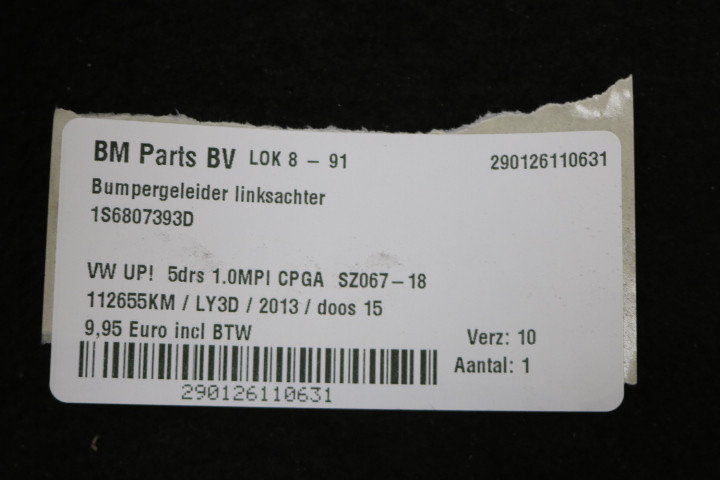 BM Parts BV LOK 8 - 91 290126110631
Bumpergeleider linksachter
1S6807393D
VW UP! 5drs 1.0MPI CPGA SZ067-18
112655KM / LY3D / 2013 / doos 15
9,95 Euro incl BTW Verz: 10
Aantal: 1
290126110631